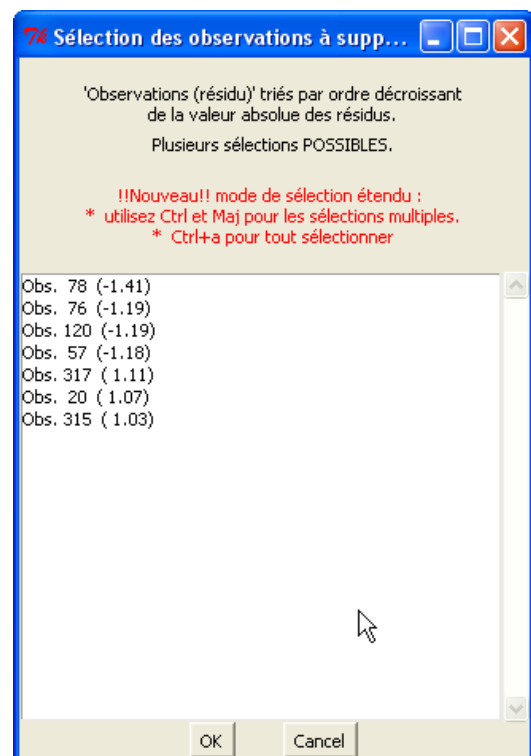 Sélection des observations à supp...
'Observations (résidu)' triés par ordre décroissant
de la valeur absolue des résidus.
Plusieurs sélections POSSIBLES.
!!Nouveau!! mode de sélection étendu :
* utilisez Ctrl et Maj pour les sélections multiples.
* Ctrl+a pour tout sélectionner
Obs. 78 (-1.41)
Obs. 76 (-1.19)
Obs. 120 (-1.19)
Obs. 57 (-1.18)
Obs. 317 ( 1.11)
Obs. 20 ( 1.07)
Obs. 315 ( 1.03)
OK Cancel